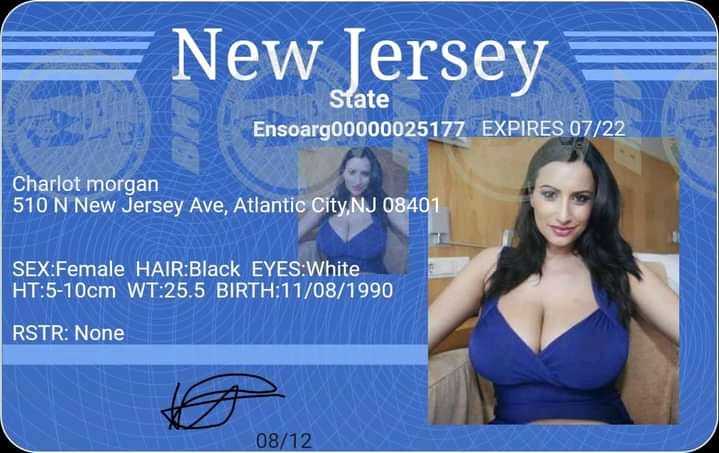 New Jersey
State
Ensoarg00000025177 EXPIRES 07/22
Charlot morgan
510 N New Jersey Ave, Atlantic City,NJ 08401
SEX:Female HAIR:Black EYES:White
HT:5-10cm WT:25.5 BIRTH:11/08/1990
RSTR: None
08/12